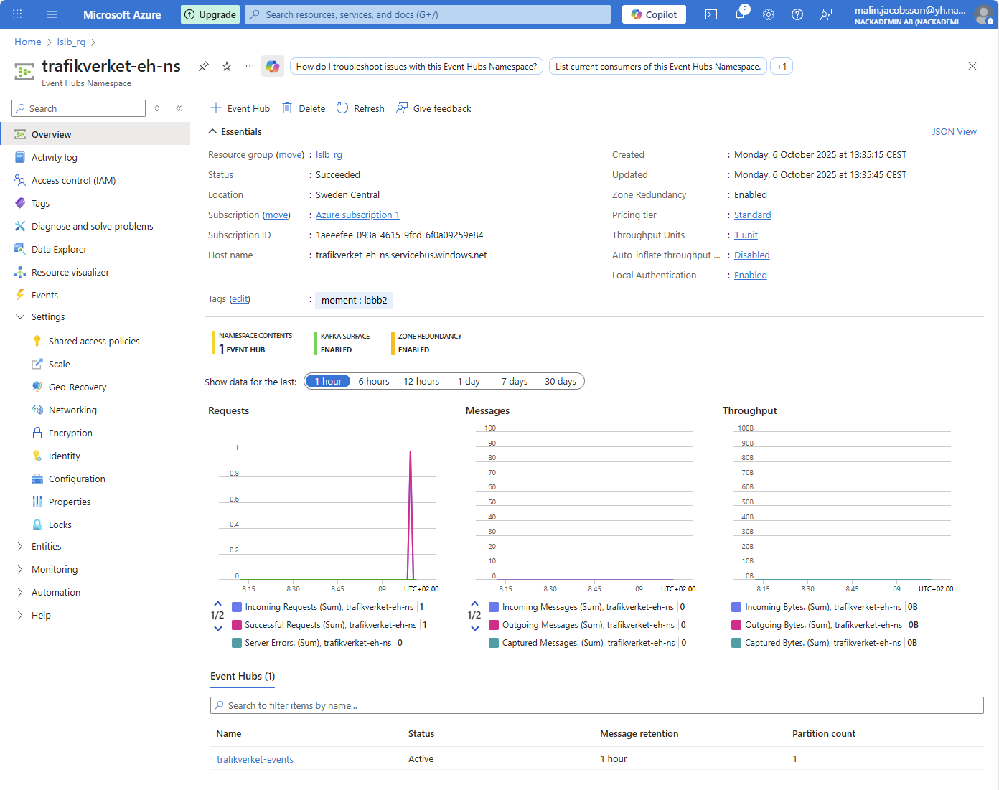 Microsoft Azure
Upgrade
Search resources, services, and docs (G+/)
Copilot
2
malin.jacobsson@yh.na...
NACKADEMIN AB (NACKADEMI...
Home > lslb_rg >
trafikverket-eh-ns
Event Hubs Namespace
How do I troubleshoot issues with this Event Hubs Namespace?
List current consumers of this Event Hubs Namespace.
+1
Search
Overview
Activity log
Access control (IAM)
Tags
Diagnose and solve problems
Data Explorer
Resource visualizer
Events
Settings
Shared access policies
Scale
Geo-Recovery
Networking
Encryption
Identity
Configuration
Properties
Locks
Entities
Monitoring
Automation
Help
Event Hub
Delete
Refresh
Give feedback
Essentials
JSON View
Resource group (move) : lslb_rg
Status : Succeeded
Location : Sweden Central
Subscription (move) : Azure subscription 1
Subscription ID : 1aeeefee-093a-4615-9fcd-6f0a09259e84
Host name : trafikverket-eh-ns.servicebus.windows.net
Created : Monday, 6 October 2025 at 13:35:15 CEST
Updated : Monday, 6 October 2025 at 13:35:45 CEST
Zone Redundancy : Enabled
Pricing tier : Standard
Throughput Units : 1 unit
Auto-inflate throughput ... : Disabled
Local Authentication : Enabled
Tags (edit) : moment : labb2
NAMESPACE CONTENTS
1 EVENT HUB
KAFKA SURFACE
ENABLED
ZONE REDUNDANCY
ENABLED
Show data for the last: 1 hour 6 hours 12 hours 1 day 7 days 30 days
Requests
1
0.8
0.6
0.4
0.2
0
8:15 8:30 8:45 09 UTC+02:00
1/2
Incoming Requests (Sum), trafikverket-eh-ns | 1
Successful Requests (Sum), trafikverket-eh-ns | 1
Server Errors. (Sum), trafikverket-eh-ns | 0
Messages
100
90
80
70
60
50
40
30
20
10
0
8:15 8:30 8:45 09 UTC+02:00
1/2
Incoming Messages (Sum), trafikverket-eh-ns | 0
Outgoing Messages (Sum), trafikverket-eh-ns | 0
Captured Messages. (Sum), trafikverket-eh-ns | 0
Throughput
100B
90B
80B
70B
60B
50B
40B
30B
20B
10B
0B
8:15 8:30 8:45 09 UTC+02:00
Incoming Bytes. (Sum), trafikverket-eh-ns | 0B
Outgoing Bytes. (Sum), trafikverket-eh-ns | 0B
Captured Bytes. (Sum), trafikverket-eh-ns | 0B
Event Hubs (1)
Search to filter items by name...
Name Status Message retention Partition count
trafikverket-events Active 1 hour 1